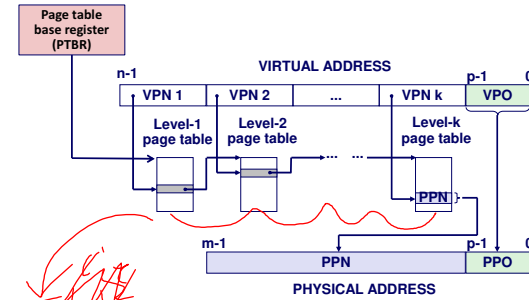 Page table
base register
(PTBR)
VIRTUAL ADDRESS
n-1 p-1 0
VPN 1 VPN 2 ... VPN k VPO
Level-1
page table
Level-2
page table
Level-k
page table
... ...
PPN
m-1 p-1 0
PPN PPO
PHYSICAL ADDRESS